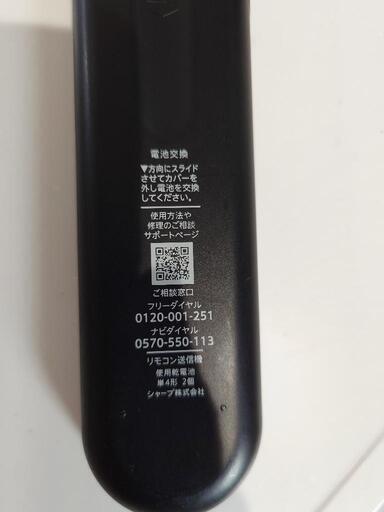 電池交換
▼方向にスライド
させてカバーを
外し電池を交換
してください。
使用方法や
修理のご相談
サポートページ
ご相談窓口
フリーダイヤル
0120-001-251
ナビダイヤル
0570-550-113
リモコン送信機
使用乾電池
単4形 2個
シャープ株式会社